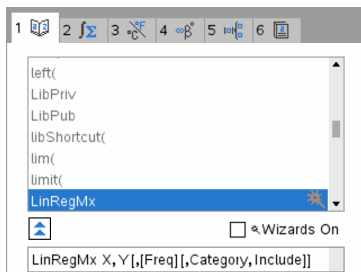 1 2 ∫Σ 3 °C°F 4 ∞β° 5 6
left(
LibPriv
LibPub
libShortcut(
lim(
limit(
LinRegMx
Wizards On
LinRegMx X,Y[,[Freq][,Category,Include]]